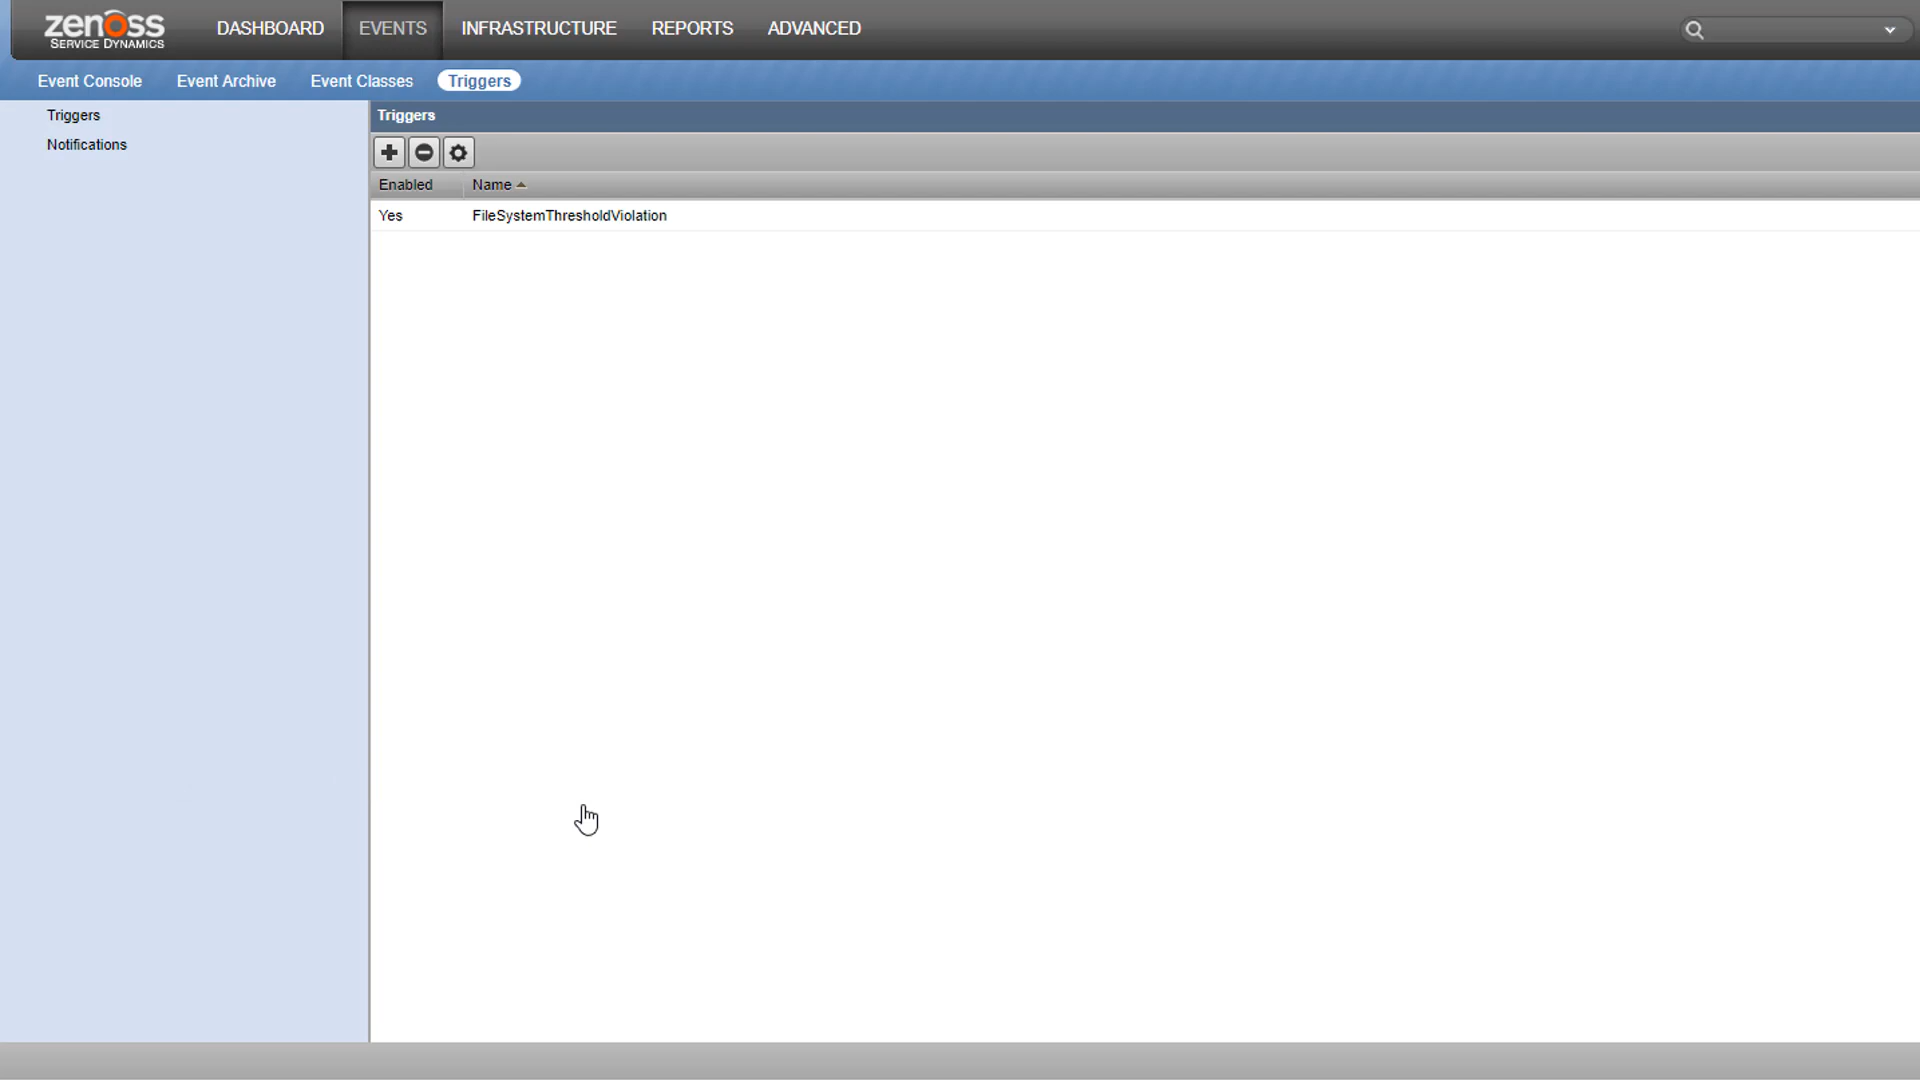 zenoss
SERVICE DYNAMICS
DASHBOARD
EVENTS
INFRASTRUCTURE
REPORTS
ADVANCED
Event Console
Event Archive
Event Classes
Triggers
Triggers
Notifications
Triggers
Enabled
Name
Yes
FileSystemThresholdViolation